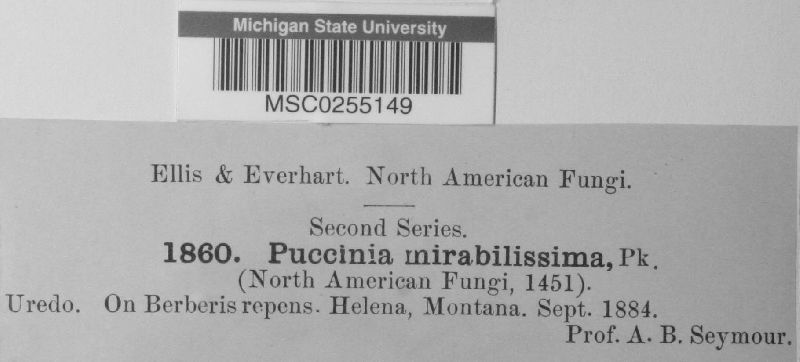 Michigan State University
MSC0255149
Ellis & Everhart. North American Fungi.
Second Series.
1860. Puccinia mirabilissima, Pk.
(North American Fungi, 1451).
Uredo. On Berberis repens. Helena, Montana. Sept. 1884.
Prof. A. B. Seymour.